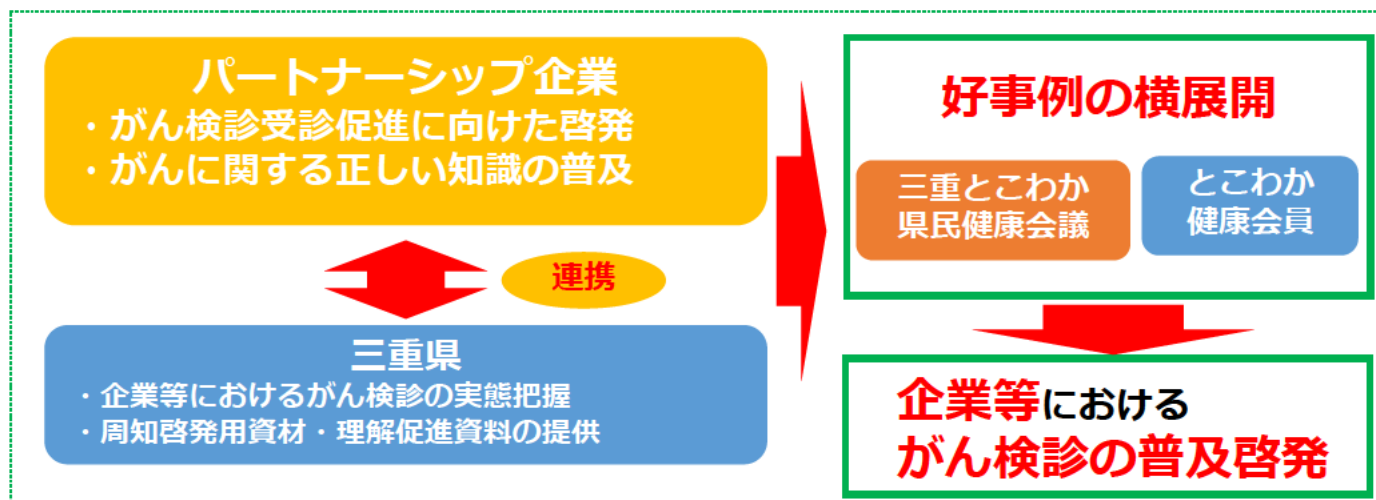 パートナーシップ企業
・がん検診受診促進に向けた啓発
・がんに関する正しい知識の普及
連携
三重県
・企業等におけるがん検診の実態把握
・周知啓発用資材・理解促進資料の提供
好事例の横展開
三重とこわか
県民健康会議
とこわか
健康会員
企業等における
がん検診の普及啓発